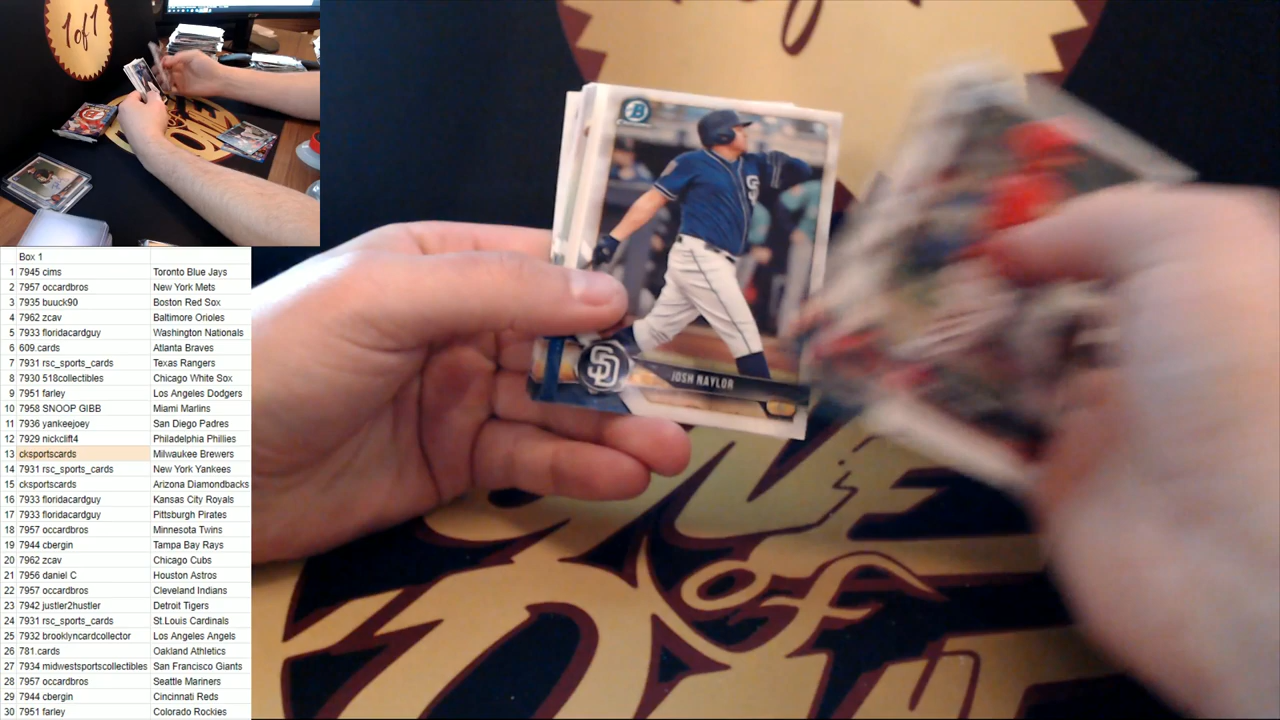 1 of 1
Box 1
1 7945 cims Toronto Blue Jays
2 7957 occardbros New York Mets
3 7935 buuck90 Boston Red Sox
4 7962 zcav Baltimore Orioles
5 7933 floridacardguy Washington Nationals
6 609.cards Atlanta Braves
7 7931 rsc_sports_cards Texas Rangers
8 7930 518collectibles Chicago White Sox
9 7951 farley Los Angeles Dodgers
10 7958 SNOOP GIBB Miami Marlins
11 7936 yankeejoey San Diego Padres
12 7929 nickclift4 Philadelphia Phillies
13 cksportscards Milwaukee Brewers
14 7931 rsc_sports_cards New York Yankees
15 cksportscards Arizona Diamondbacks
16 7933 floridacardguy Kansas City Royals
17 7933 floridacardguy Pittsburgh Pirates
18 7957 occardbros Minnesota Twins
19 7944 cbergin Tampa Bay Rays
20 7962 zcav Chicago Cubs
21 7956 daniel C Houston Astros
22 7957 occardbros Cleveland Indians
23 7942 justler2hustler Detroit Tigers
24 7931 rsc_sports_cards St.Louis Cardinals
25 7932 brooklyncardcollector Los Angeles Angels
26 781.cards Oakland Athletics
27 7934 midwestsportscollectibles San Francisco Giants
28 7957 occardbros Seattle Mariners
29 7944 cbergin Cincinnati Reds
30 7951 farley Colorado Rockies
B
SD
SD
JOSH NAYLOR
of